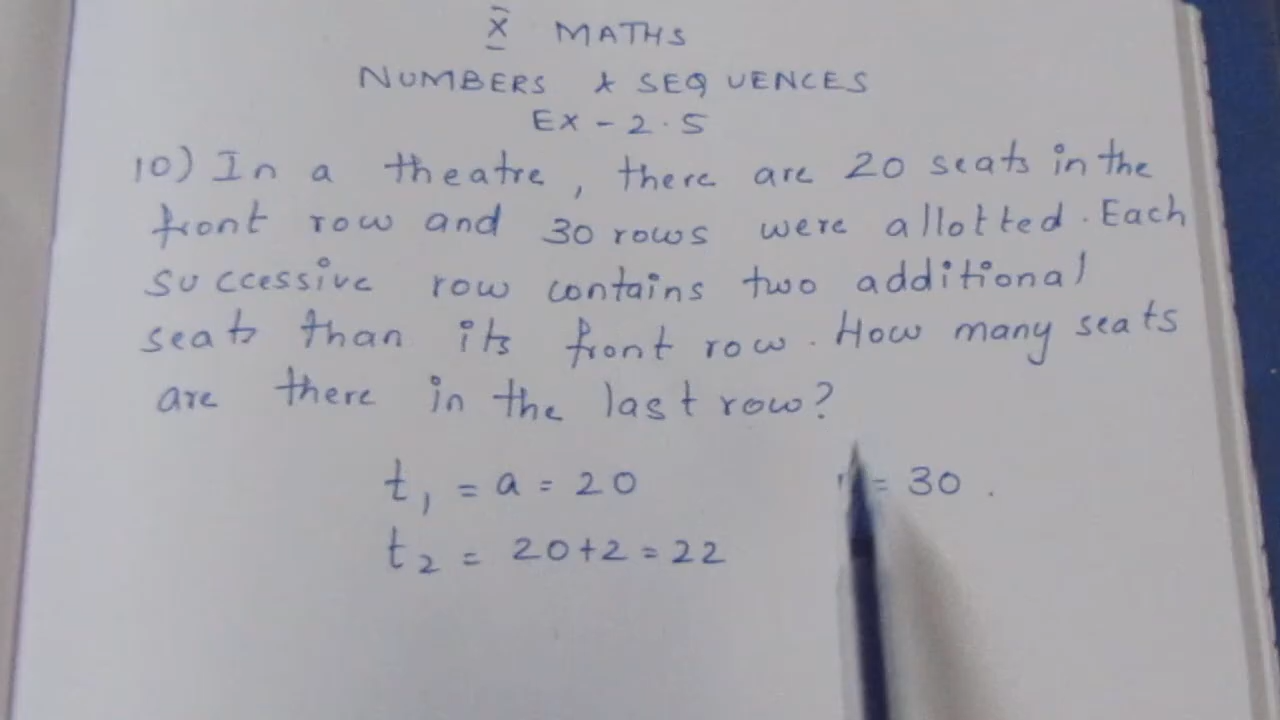 X MATHS
NUMBERS & SEQUENCES
EX - 2.5
10) In a theatre, there are 20 seats in the
front row and 30 rows were allotted. Each
successive row contains two additional
seats than its front row. How many seats
are there in the last row?
t₁ = a = 20 = 30.
t₂ = 20+2 = 22